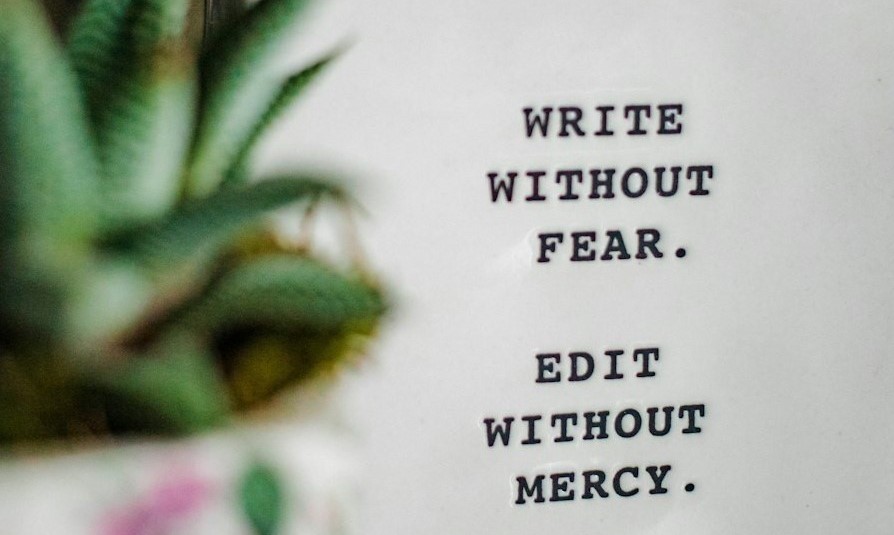 WRITE
WITHOUT
FEAR.
EDIT
WITHOUT
MERCY.